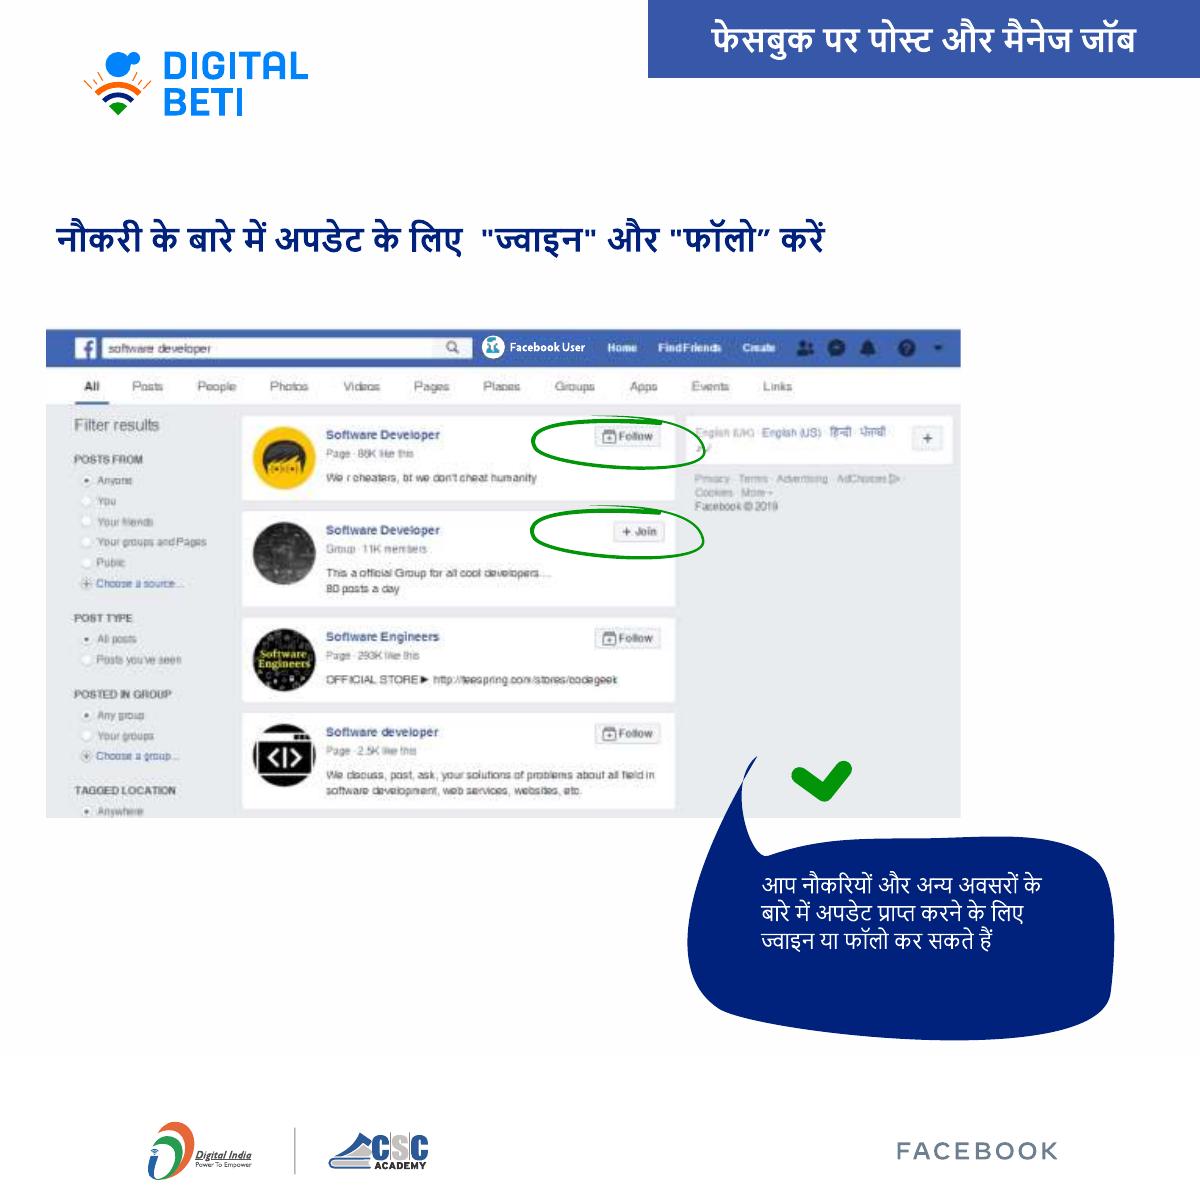 फेसबुक पर पोस्ट और मैनेज जॉब
DIGITAL
BETI
नौकरी के बारे में अपडेट के लिए "ज्वाइन" और "फॉलो” करें
software developer
Facebook User
Home
Find Friends
Create
All
Posts
People
Photos
Videos
Pages
Places
Groups
Apps
Events
Links
Filter results
POSTS FROM
Anyone
You
Your friends
Your groups and Pages
Public
Choose a source...
POST TYPE
All posts
Posts you've seen
POSTED IN GROUP
Any group
Your groups
Choose a group...
TAGGED LOCATION
Anywhere
Software Developer
Follow
Page · 88K like this
We r cheaters, bt we don't cheat humanity
Software Developer
+ Join
Group · 11K members
This a official Group for all cool developers....
80 posts a day
Software Engineers
Software Engineers
Follow
Page · 293K like this
OFFICIAL STORE ► http://teespring.com/stores/codegeek
</>
Software developer
Follow
Page · 2.5K like this
We discuss, post, ask, your solutions of problems about all field in
software development, web services, websites, etc.
English (UK) · English (US) · हिन्दी · ਪੰਜਾਬੀ
+
Privacy · Terms · Advertising · AdChoices
Cookies · More
Facebook © 2019
आप नौकरियों और अन्य अवसरों के
बारे में अपडेट प्राप्त करने के लिए
ज्वाइन या फॉलो कर सकते हैं
Digital India
Power To Empower
CSC
ACADEMY
FACEBOOK